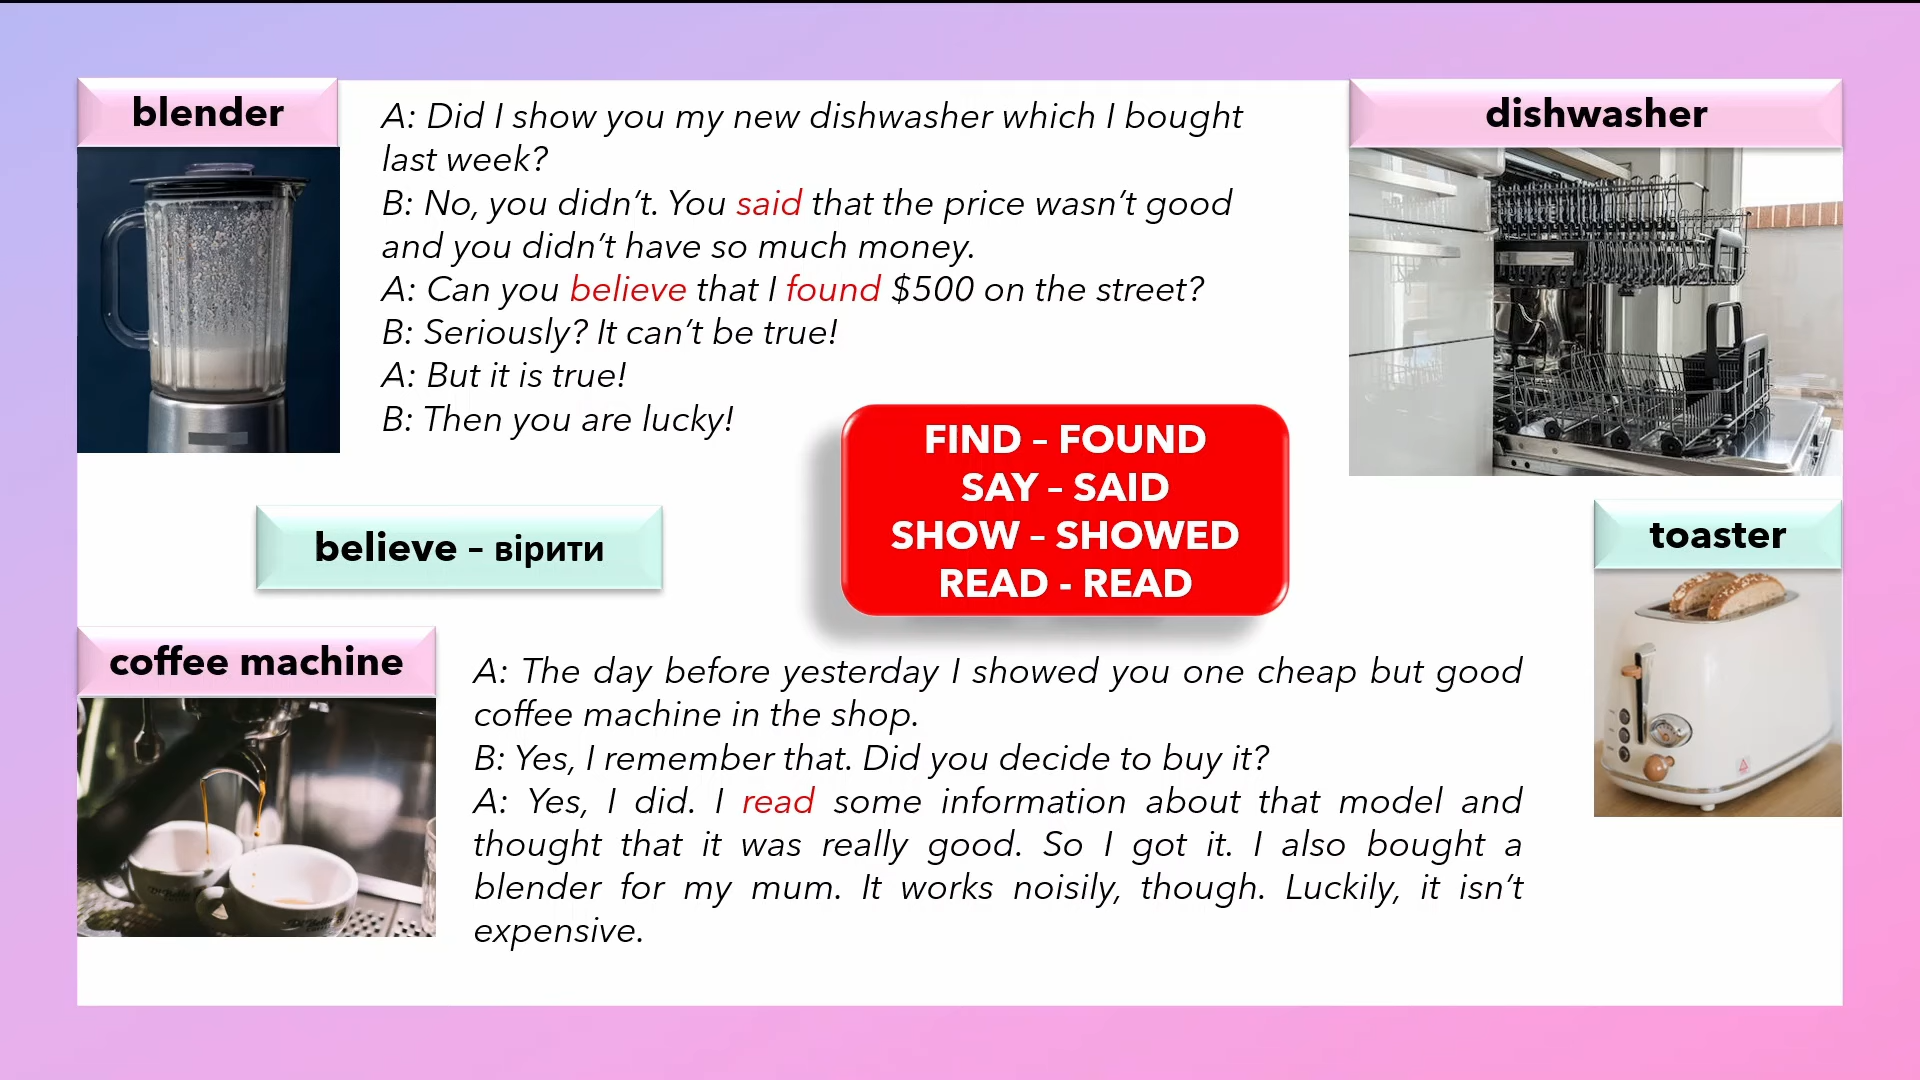 blender
A: Did I show you my new dishwasher which I bought
last week?
B: No, you didn’t. You said that the price wasn’t good
and you didn’t have so much money.
A: Can you believe that I found $500 on the street?
B: Seriously? It can’t be true!
A: But it is true!
B: Then you are lucky!
dishwasher
FIND – FOUND
SAY – SAID
SHOW – SHOWED
READ - READ
believe – вірити
toaster
coffee machine
A: The day before yesterday I showed you one cheap but good
coffee machine in the shop.
B: Yes, I remember that. Did you decide to buy it?
A: Yes, I did. I read some information about that model and
thought that it was really good. So I got it. I also bought a
blender for my mum. It works noisily, though. Luckily, it isn’t
expensive.